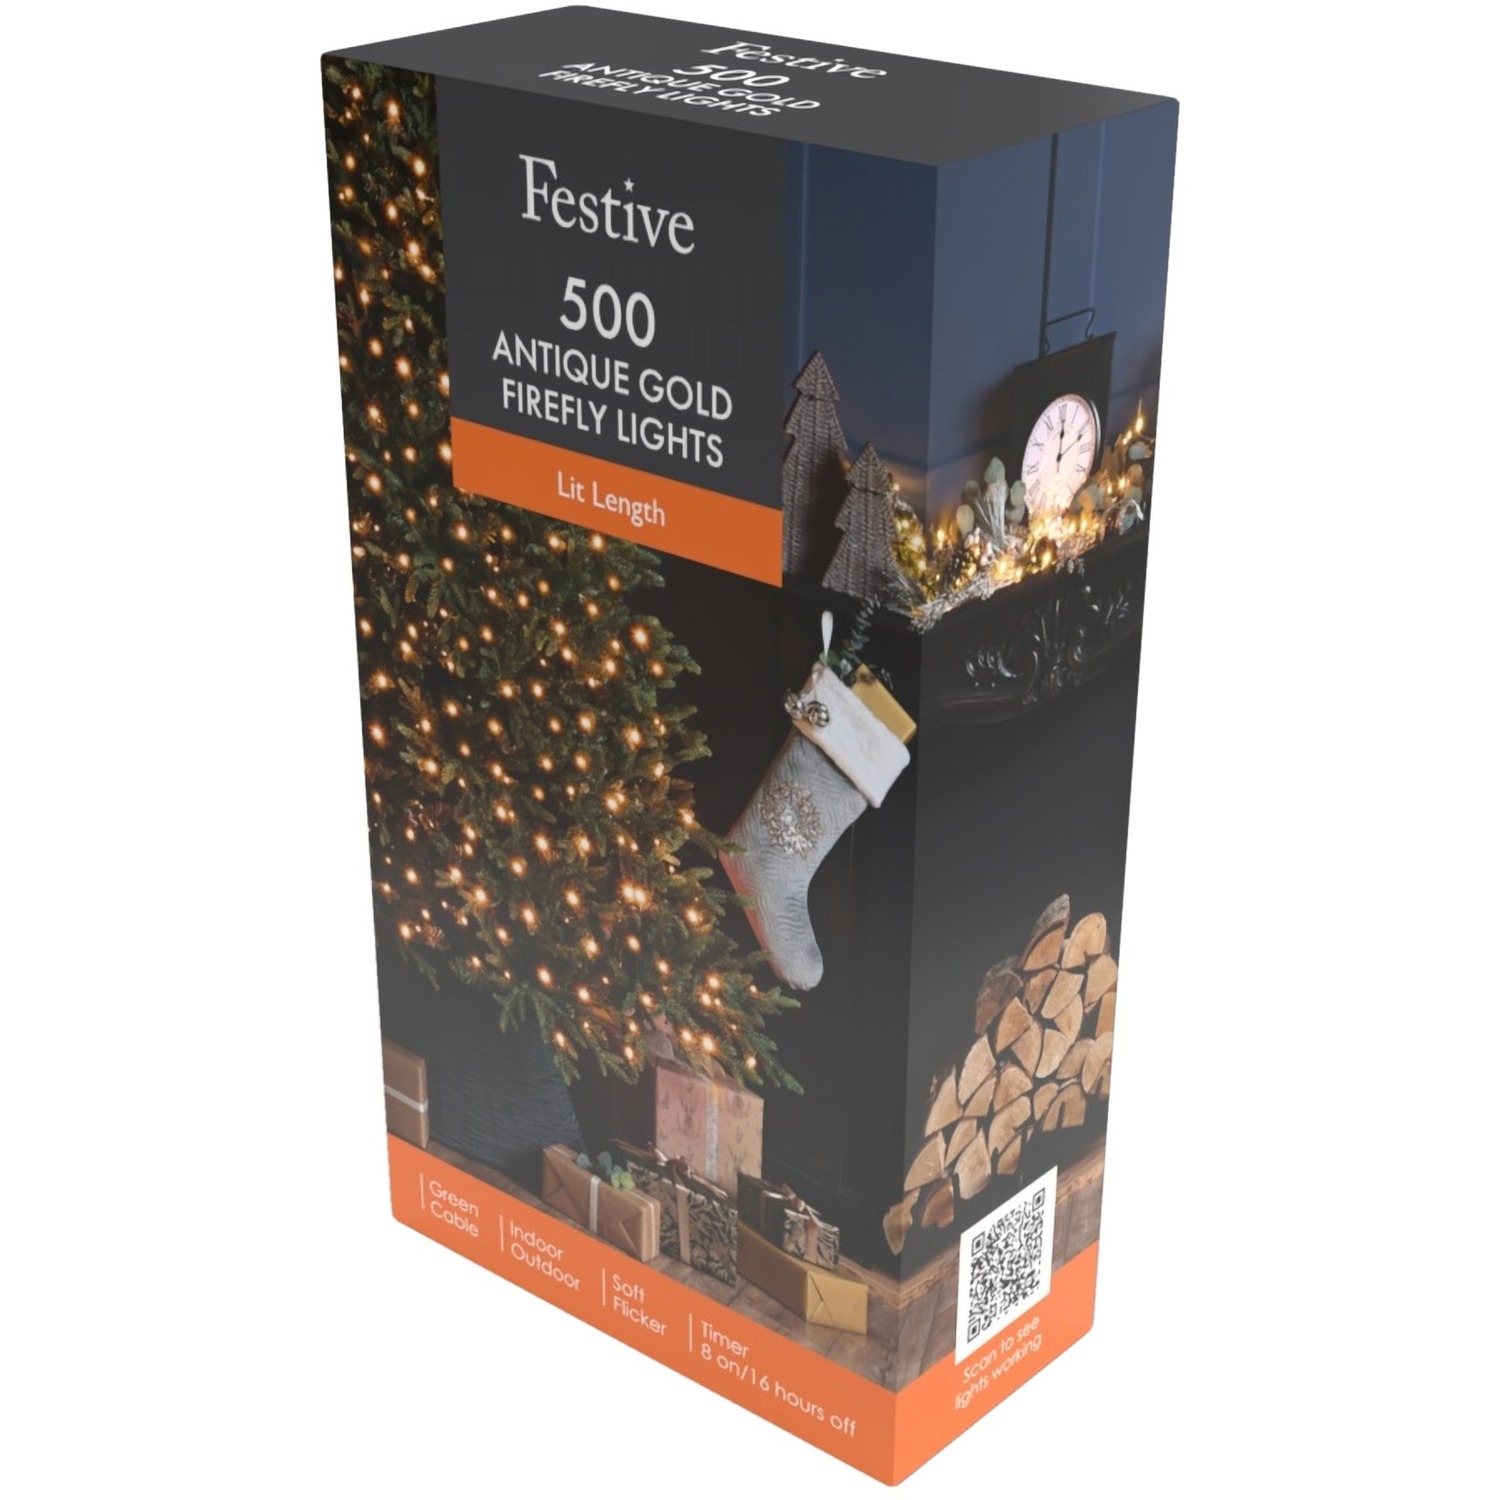 Festive
500
ANTIQUE GOLD
FIREFLY LIGHTS
Festive
500
ANTIQUE GOLD
FIREFLY LIGHTS
Lit Length
Green
Cable
Indoor
Outdoor
Soft
Flicker
Timer
8 on/16 hours off
Scan to see
lights working